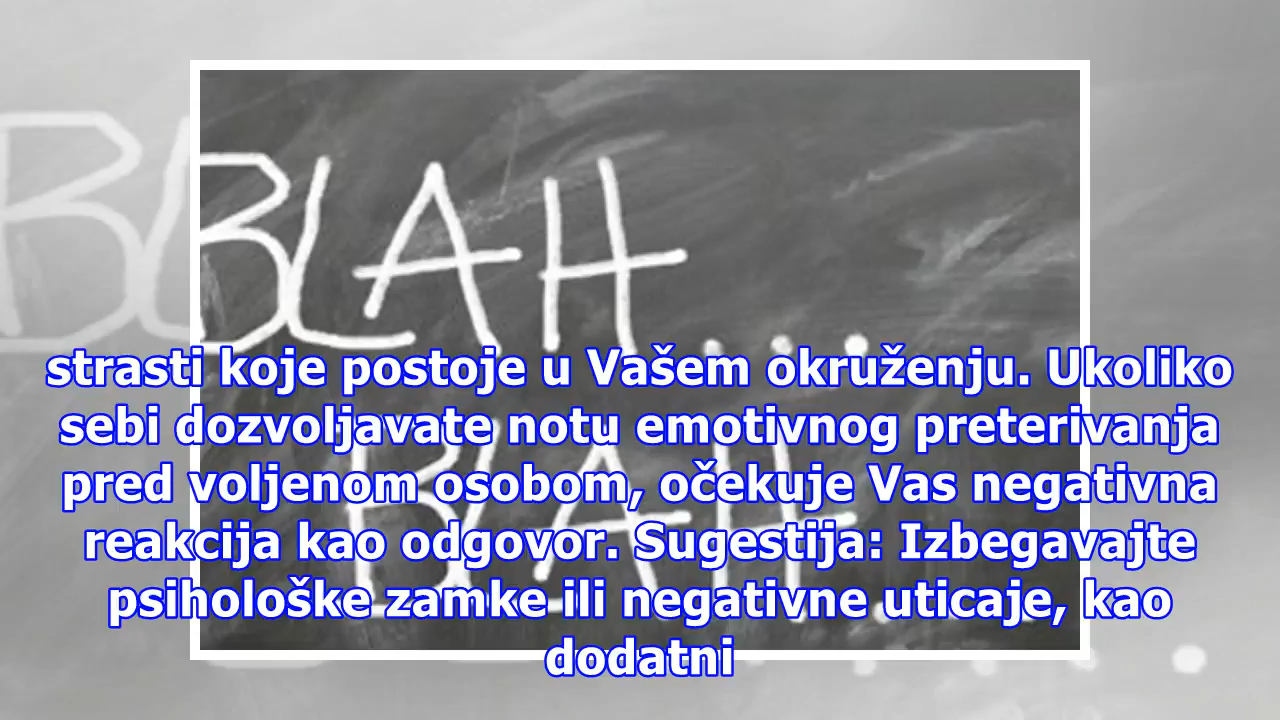 BLAH...
BLAH...
strasti koje postoje u Vašem okruženju. Ukoliko
sebi dozvoljavate notu emotivnog preterivanja
pred voljenom osobom, očekuje Vas negativna
reakcija kao odgovor. Sugestija: Izbegavajte
psihološke zamke ili negativne uticaje, kao
dodatni